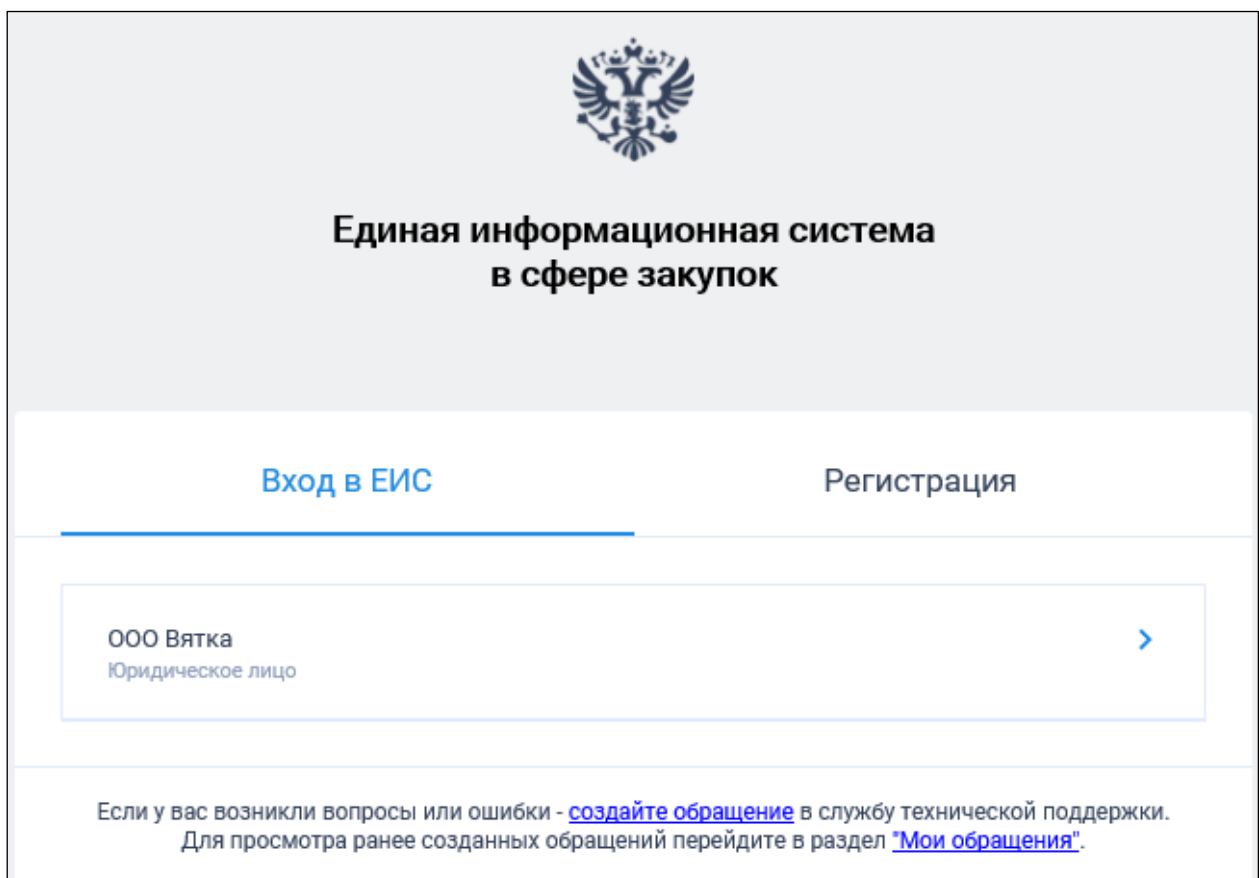 Единая информационная система
в сфере закупок
Вход в ЕИС
Регистрация
ООО Вятка
Юридическое лицо
Если у вас возникли вопросы или ошибки - создайте обращение в службу технической поддержки.
Для просмотра ранее созданных обращений перейдите в раздел "Мои обращения".